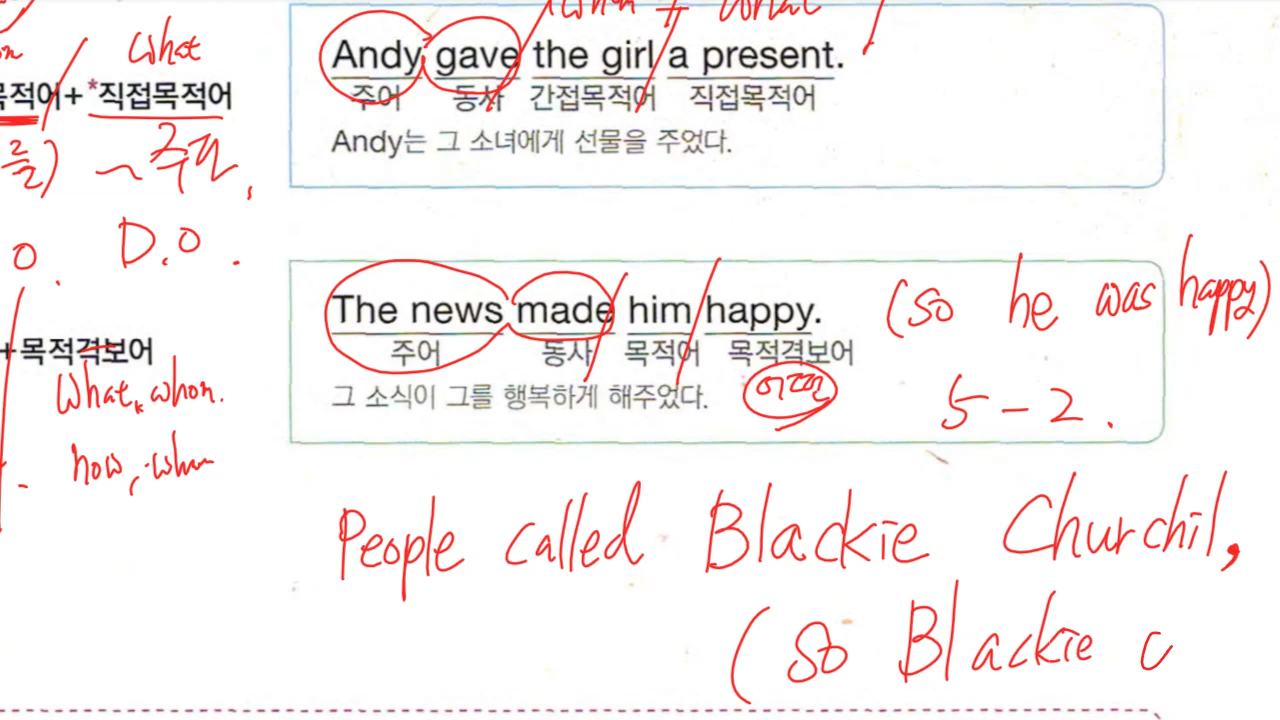 What
Andy gave the girl a present.
목적어+ *직접목적어
주어 동사 간접목적어 직접목적어
를) ~ 주다.
Andy는 그 소녀에게 선물을 주었다.
O. D.O.
The news made him happy. (so he was happy)
+목적격보어
주어 동사 목적어 목적격보어
What, whom.
그 소식이 그를 행복하게 해주었다.
5-2.
how,
People called Blackie Churchil,
(so Blackie